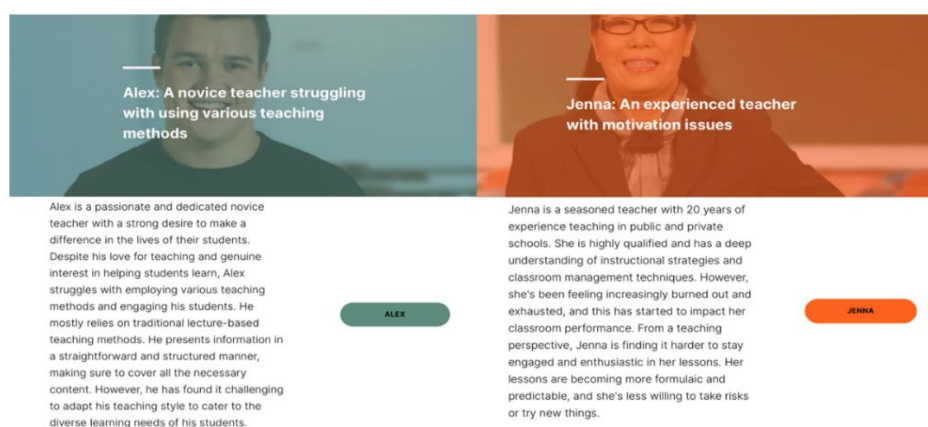 Alex: A novice teacher struggling
with using various teaching
methods
Alex is a passionate and dedicated novice
teacher with a strong desire to make a
difference in the lives of their students.
Despite his love for teaching and genuine
interest in helping students learn, Alex
struggles with employing various teaching
methods and engaging his students. He
mostly relies on traditional lecture-based
teaching methods. He presents information in
a straightforward and structured manner,
making sure to cover all the necessary
content. However, he has found it challenging
to adapt his teaching style to cater to the
diverse learning needs of his students.
ALEX
Jenna: An experienced teacher
with motivation issues
Jenna is a seasoned teacher with 20 years of
experience teaching in public and private
schools. She is highly qualified and has a deep
understanding of instructional strategies and
classroom management techniques. However,
she's been feeling increasingly burned out and
exhausted, and this has started to impact her
classroom performance. From a teaching
perspective, Jenna is finding it harder to stay
engaged and enthusiastic in her lessons. Her
lessons are becoming more formulaic and
predictable, and she's less willing to take risks
or try new things.
JENNA